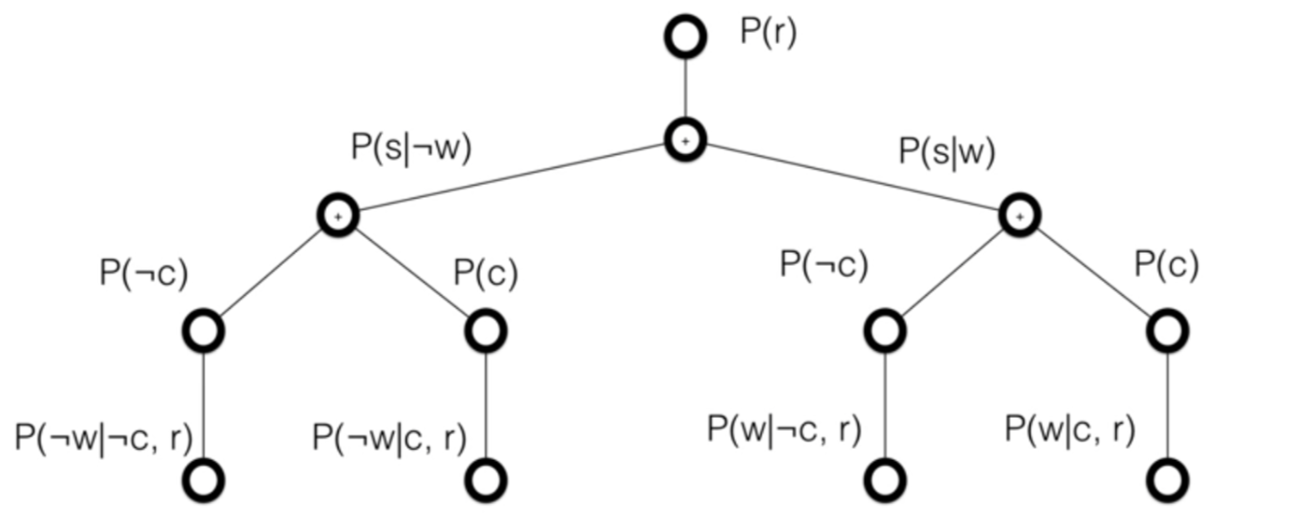 P(r)
+
P(s|¬w)
P(s|w)
+
+
P(¬c)
P(c)
P(¬c)
P(c)
P(¬w|¬c, r)
P(¬w|c, r)
P(w|¬c, r)
P(w|c, r)